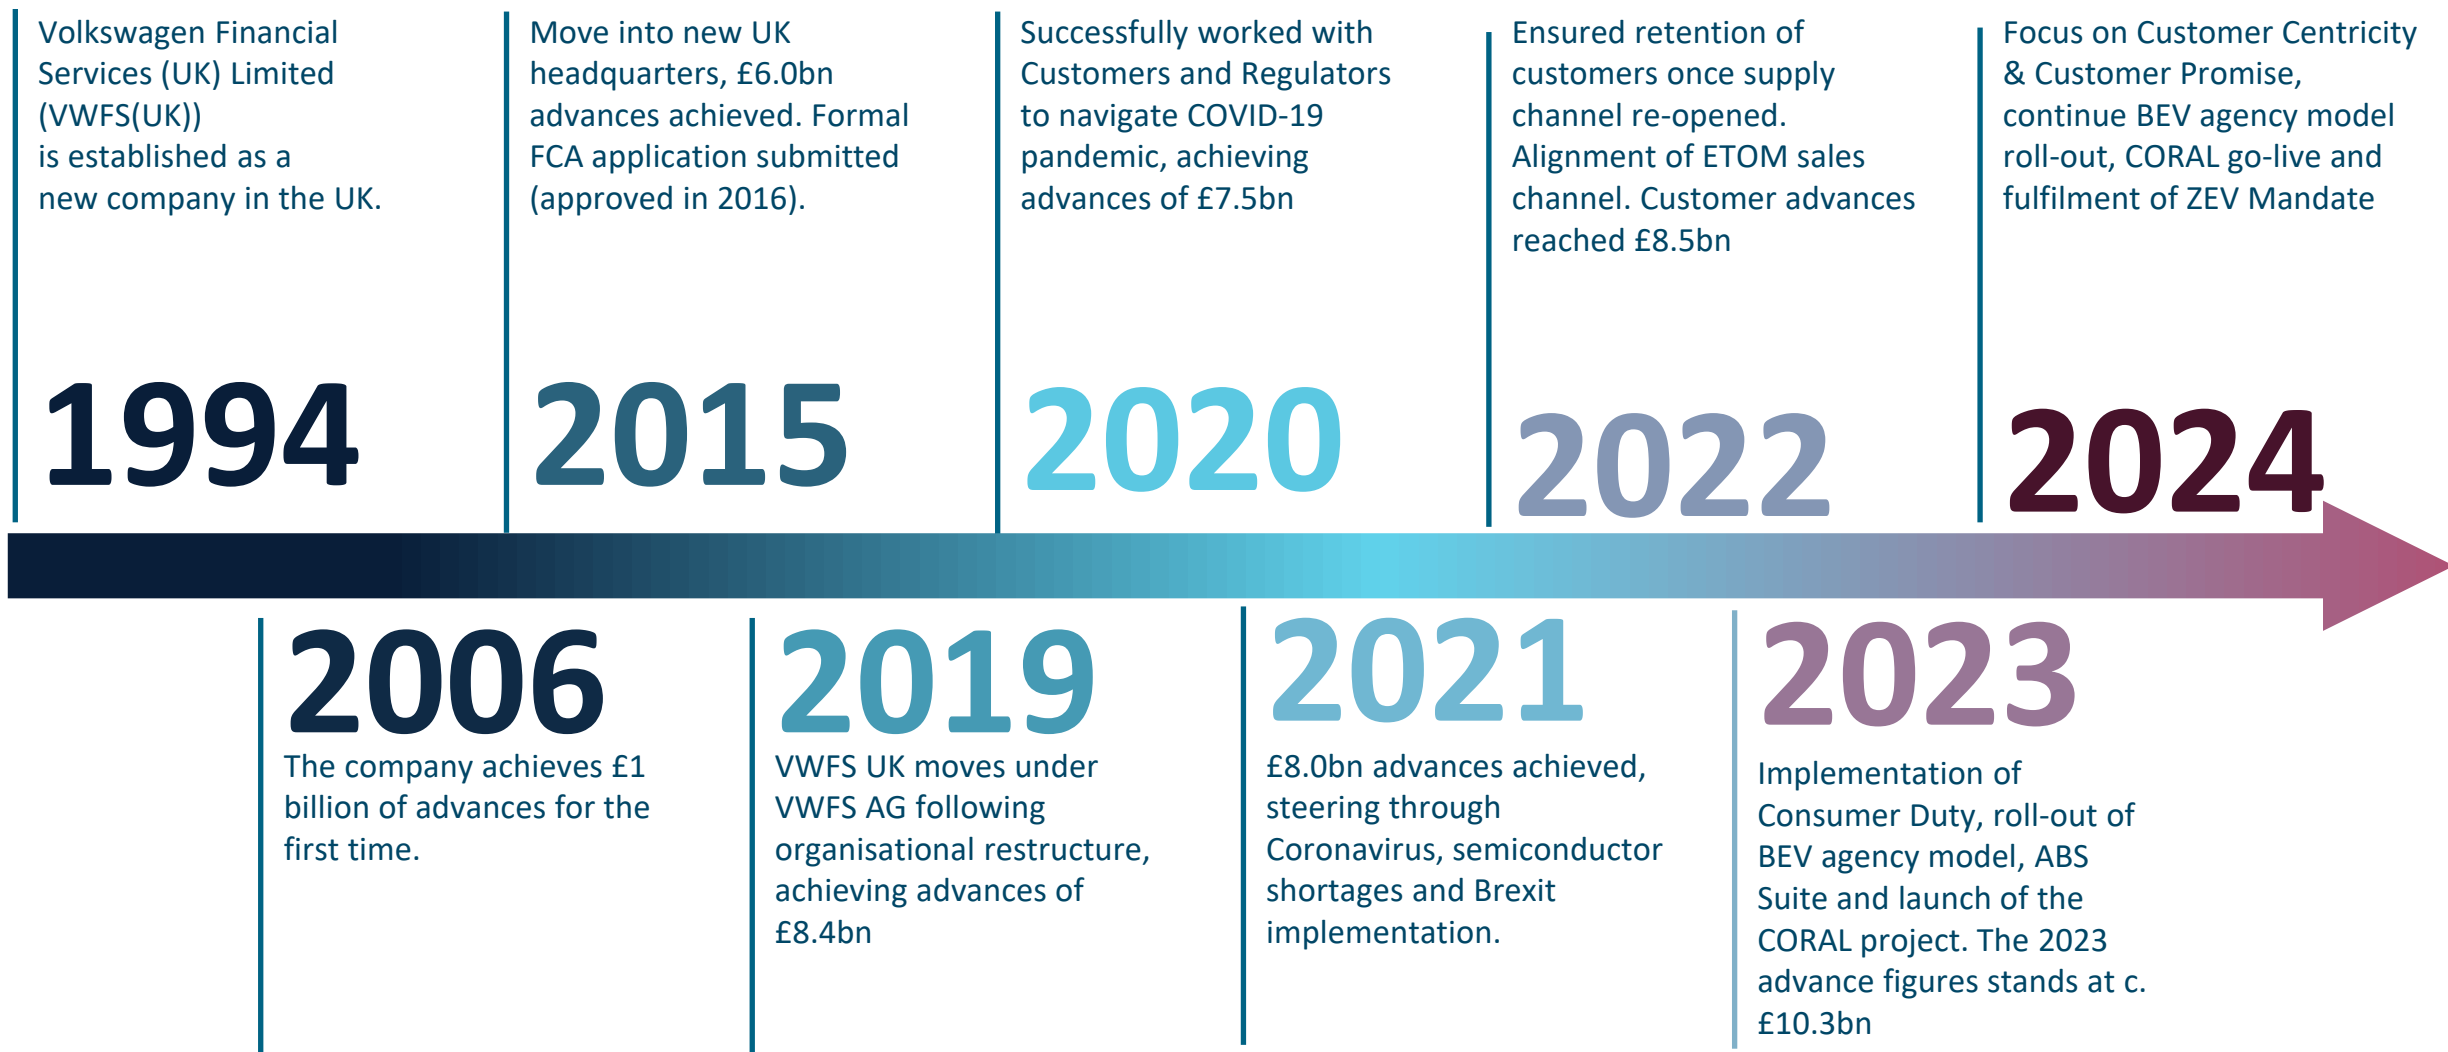 Volkswagen Financial
Services (UK) Limited
(VWFS(UK))
is established as a
new company in the UK.
1994
The company achieves £1
billion of advances for the
first time.
2006
Move into new UK
headquarters, £6.0bn
advances achieved. Formal
FCA application submitted
(approved in 2016).
2015
2019
VWFS UK moves under
VWFS AG following
organisational restructure,
achieving advances of
£8.4bn
Successfully worked with
Customers and Regulators
to navigate COVID-19
pandemic, achieving
advances of £7.5bn
2020
2021
£8.0bn advances achieved,
steering through
Coronavirus, semiconductor
shortages and Brexit
implementation.
Ensured retention of
customers once supply
channel re-opened.
Alignment of ETOM sales
channel. Customer advances
reached £8.5bn
2022
2023
Implementation of
Consumer Duty, roll-out of
BEV agency model, ABS
Suite and launch of the
CORAL project. The 2023
advance figures stands at c.
£10.3bn
Focus on Customer Centricity
& Customer Promise,
continue BEV agency model
roll-out, CORAL go-live and
fulfilment of ZEV Mandate
2024